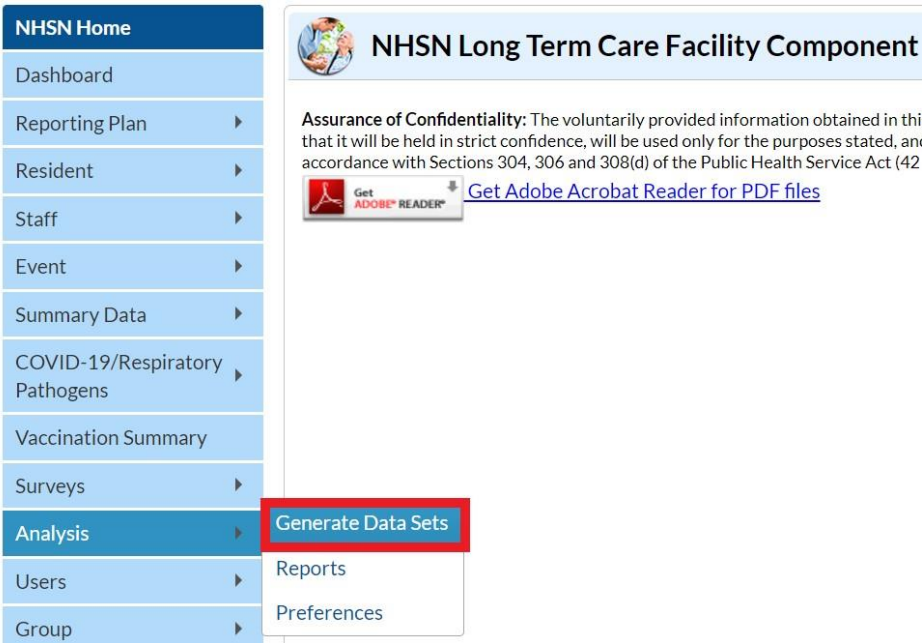 NHSN Home
Dashboard
Reporting Plan
Resident
Staff
Event
Summary Data
COVID-19/Respiratory
Pathogens
Vaccination Summary
Surveys
Analysis
Users
Group
Generate Data Sets
Reports
Preferences
NHSN Long Term Care Facility Component
Assurance of Confidentiality: The voluntarily provided information obtained in thi
that it will be held in strict confidence, will be used only for the purposes stated, an
accordance with Sections 304, 306 and 308(d) of the Public Health Service Act (42
Get
ADOBE® READER®
Get Adobe Acrobat Reader for PDF files